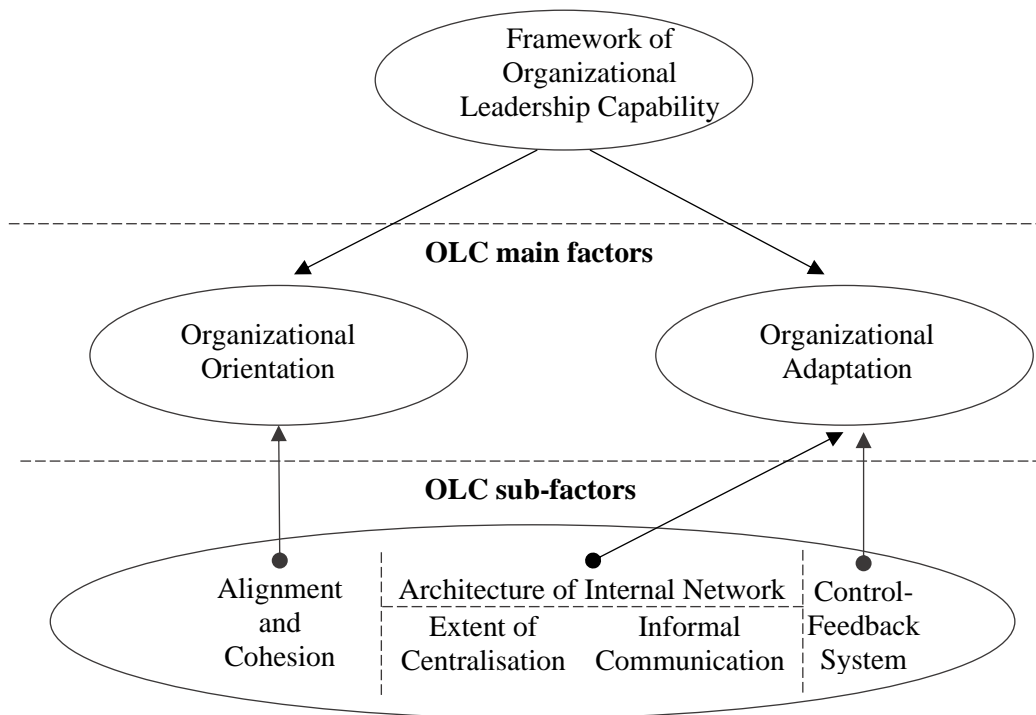 Framework of
Organizational
Leadership Capability
OLC main factors
Organizational
Orientation
Organizational
Adaptation
OLC sub-factors
Alignment
and
Cohesion
Architecture of Internal Network
Extent of
Centralisation
Informal
Communication
Control-
Feedback
System